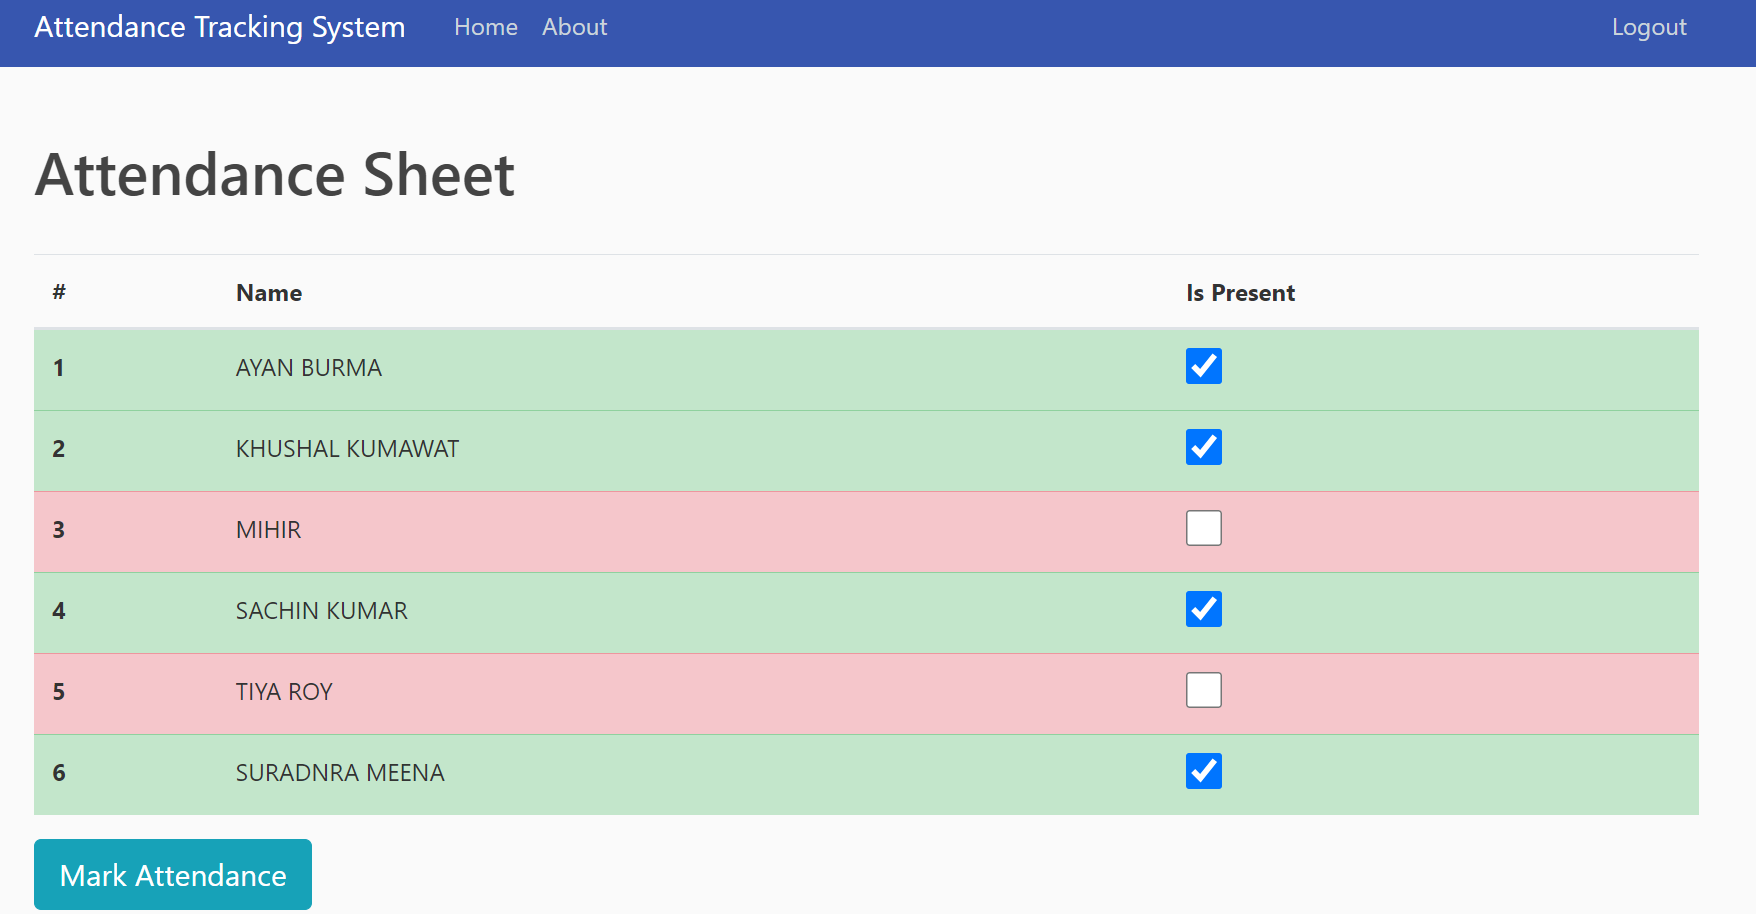 Attendance Tracking System Home About Logout
Attendance Sheet
# Name Is Present
1 AYAN BURMA
2 KHUSHAL KUMAWAT
3 MIHIR
4 SACHIN KUMAR
5 TIYA ROY
6 SURADNRA MEENA
Mark Attendance